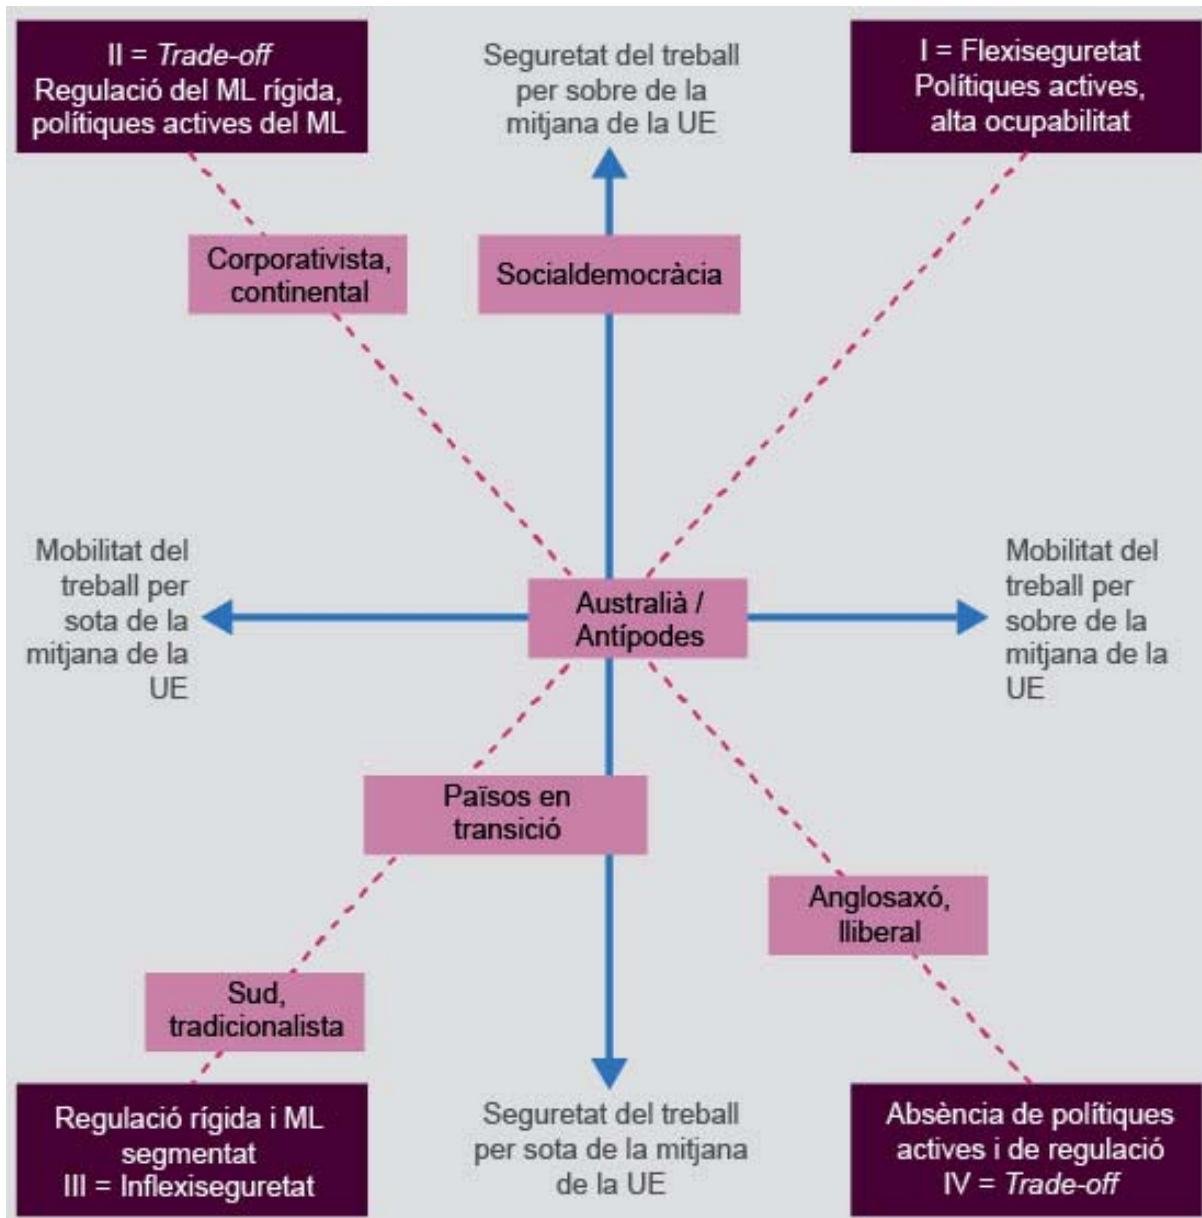 II = Trade-off
Regulació del ML rígida,
polítiques actives del ML
Seguretat del treball
per sobre de la
mitjana de la UE
I = Flexiseguretat
Polítiques actives,
alta ocupabilitat
Corporativista,
continental
Socialdemocràcia
Mobilitat del
treball per
sota de la
mitjana de la
UE
Australià /
Antípodes
Mobilitat del
treball per
sobre de la
mitjana de la
UE
Països en
transició
Anglosaxó,
lliberal
Sud,
tradicionalista
Regulació rígida i ML
segmentat
III = Inflexiseguretat
Seguretat del treball
per sota de la mitjana
de la UE
Absència de polítiques
actives i de regulació
IV = Trade-off